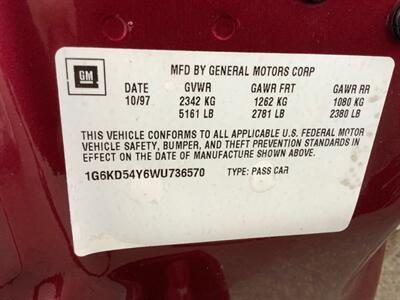 GM
MFD BY GENERAL MOTORS CORP
DATE GVWR GAWR FRT GAWR RR
10/97 2342 KG 1262 KG 1080 KG
5161 LB 2781 LB 2380 LB
THIS VEHICLE CONFORMS TO ALL APPLICABLE U.S. FEDERAL MOTOR
VEHICLE SAFETY, BUMPER, AND THEFT PREVENTION STANDARDS IN
EFFECT ON THE DATE OF MANUFACTURE SHOWN ABOVE.
1G6KD54Y6WU736570 TYPE: PASS CAR